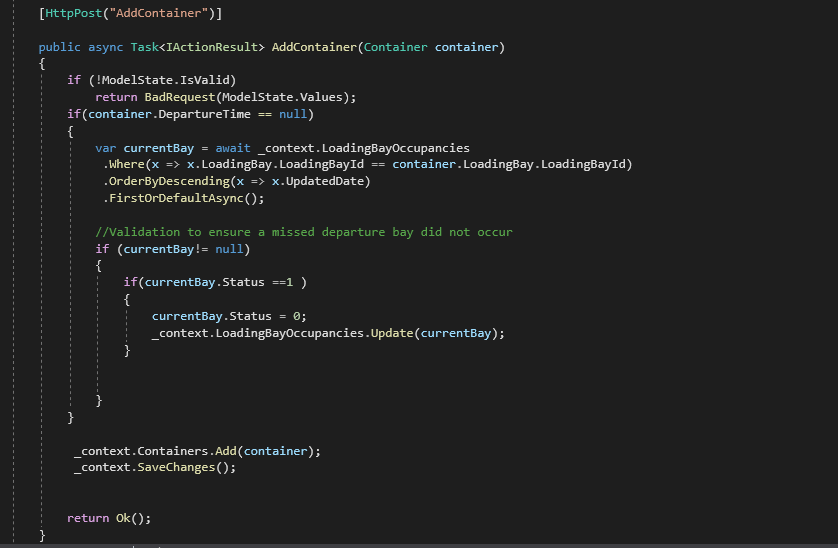 [HttpPost("AddContainer")]
public async Task<IActionResult> AddContainer(Container container)
{
if (!ModelState.IsValid)
return BadRequest(ModelState.Values);
if(container.DepartureTime == null)
{
var currentBay = await _context.LoadingBayOccupancies
.Where(x => x.LoadingBay.LoadingBayId == container.LoadingBay.LoadingBayId)
.OrderByDescending(x => x.UpdatedDate)
.FirstOrDefaultAsync();
//Validation to ensure a missed departure bay did not occur
if (currentBay!= null)
{
if(currentBay.Status ==1 )
{
currentBay.Status = 0;
_context.LoadingBayOccupancies.Update(currentBay);
}
}
}
_context.Containers.Add(container);
_context.SaveChanges();
return Ok();
}